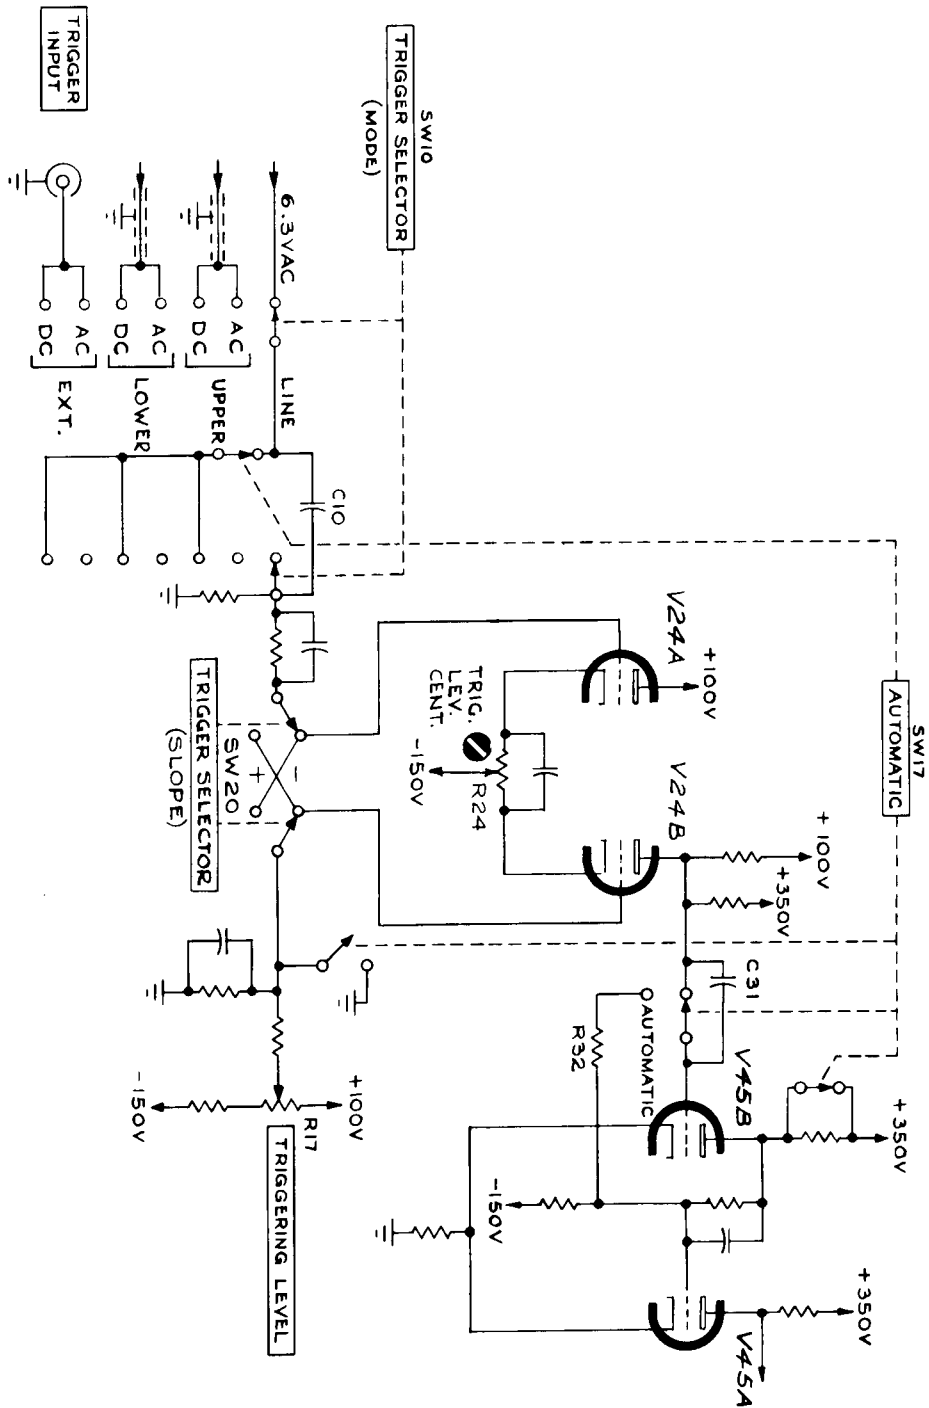 SW10
TRIGGER SELECTOR
(MODE)
TRIGGER
INPUT
6.3VAC
LINE
AC
DC
UPPER
AC
DC
LOWER
AC
DC
EXT.
C10
SW17
AUTOMATIC
V24A
+100V
TRIG.
LEV.
CENT.
-150V
R24
V24B
+100V
+350V
C31
AUTOMATIC
R32
V45B
+350V
-150V
+350V
V45A
-
+
SW20
TRIGGER SELECTOR
(SLOPE)
+100V
R17
-150V
TRIGGERING LEVEL